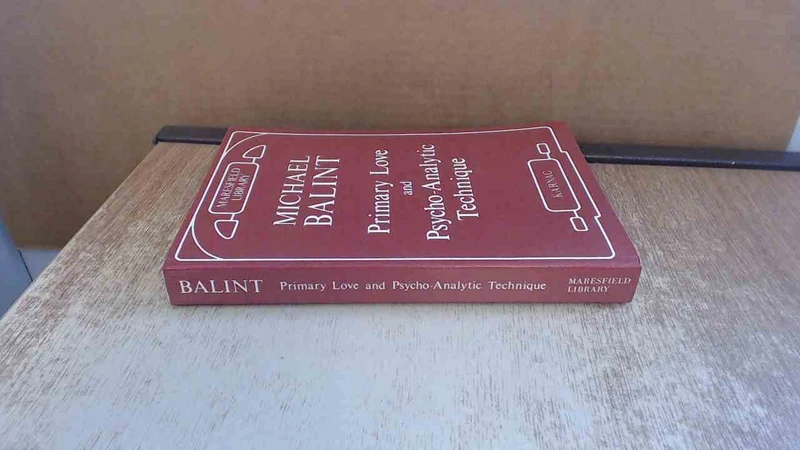 MARESFIELD
LIBRARY
MICHAEL
BALINT
Primary Love
and
Psycho-Analytic
Technique
KARNAC
BALINT Primary Love and Psycho-Analytic Technique
MARESFIELD
LIBRARY